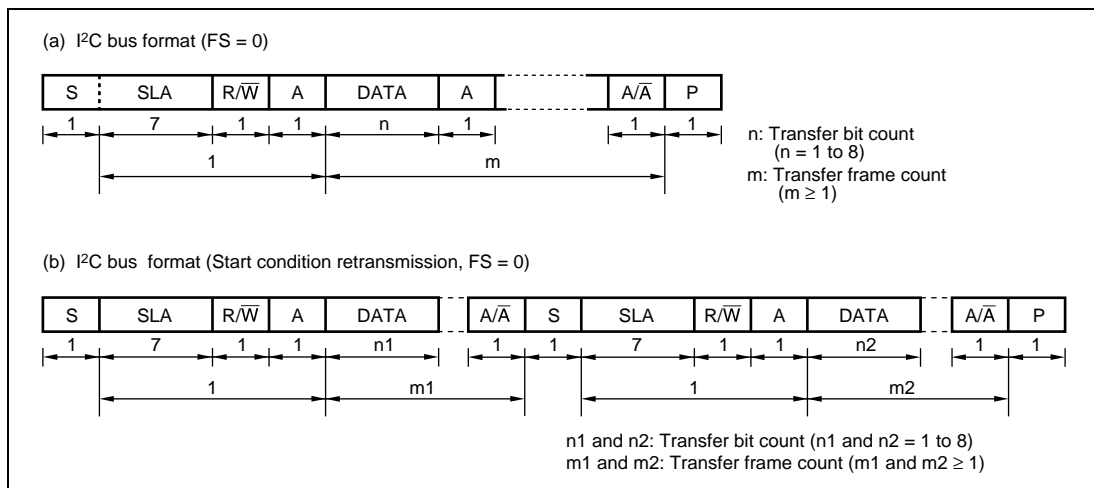 (a) I²C bus format (FS = 0)
S SLA R/W̅ A DATA A A/A̅ P
1 7 1 1 n 1 1 1
1 m
n: Transfer bit count
(n = 1 to 8)
m: Transfer frame count
(m ≥ 1)
(b) I²C bus format (Start condition retransmission, FS = 0)
S SLA R/W̅ A DATA A/A̅ S SLA R/W̅ A DATA A/A̅ P
1 7 1 1 n1 1 1 7 1 1 n2 1 1
1 m1 1 m2
n1 and n2: Transfer bit count (n1 and n2 = 1 to 8)
m1 and m2: Transfer frame count (m1 and m2 ≥ 1)